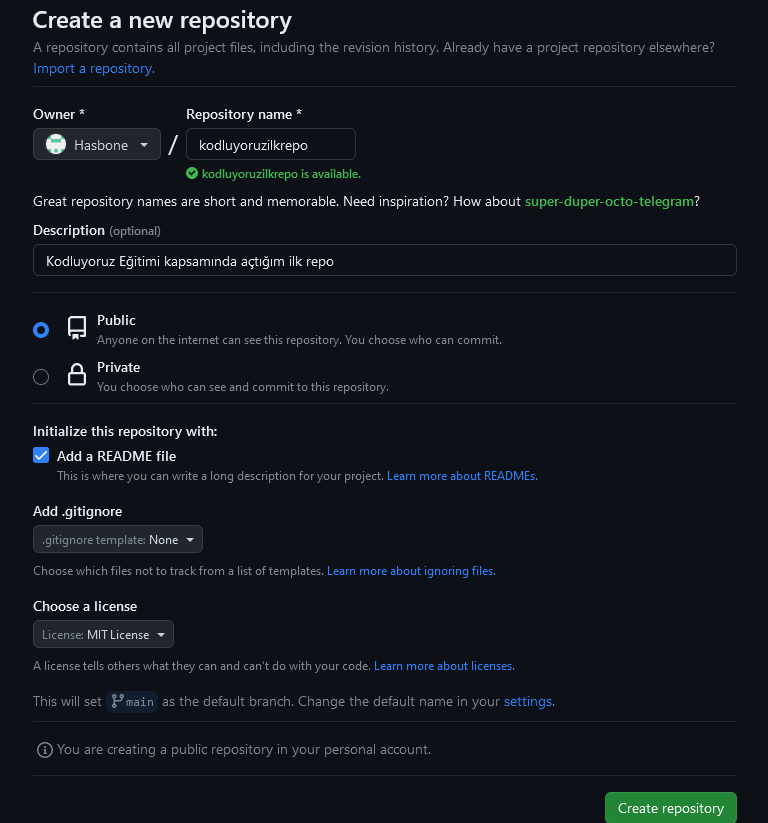 Create a new repository
A repository contains all project files, including the revision history. Already have a project repository elsewhere?
Import a repository.
Owner *
Repository name *
Hasbone
/
kodluyoruzilkrepo
kodluyoruzilkrepo is available.
Great repository names are short and memorable. Need inspiration? How about super-duper-octo-telegram?
Description (optional)
Kodluyoruz Eğitimi kapsamında açtığım ilk repo
Public
Anyone on the internet can see this repository. You choose who can commit.
Private
You choose who can see and commit to this repository.
Initialize this repository with:
Add a README file
This is where you can write a long description for your project. Learn more about READMEs.
Add .gitignore
.gitignore template: None
Choose which files not to track from a list of templates. Learn more about ignoring files.
Choose a license
License: MIT License
A license tells others what they can and can't do with your code. Learn more about licenses.
This will set main as the default branch. Change the default name in your settings.
You are creating a public repository in your personal account.
Create repository